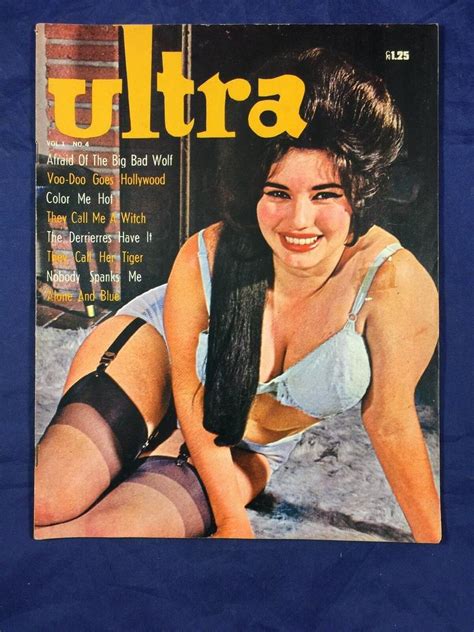 ultra
1.25
VOL 1 NO. 4
Afraid Of The Big Bad Wolf
Voo-Doo Goes Hollywood
Color Me Hot
They Call Me A Witch
The Derrierres Have It
They Call Her Tiger
Nobody Spanks Me
Alone And Blue